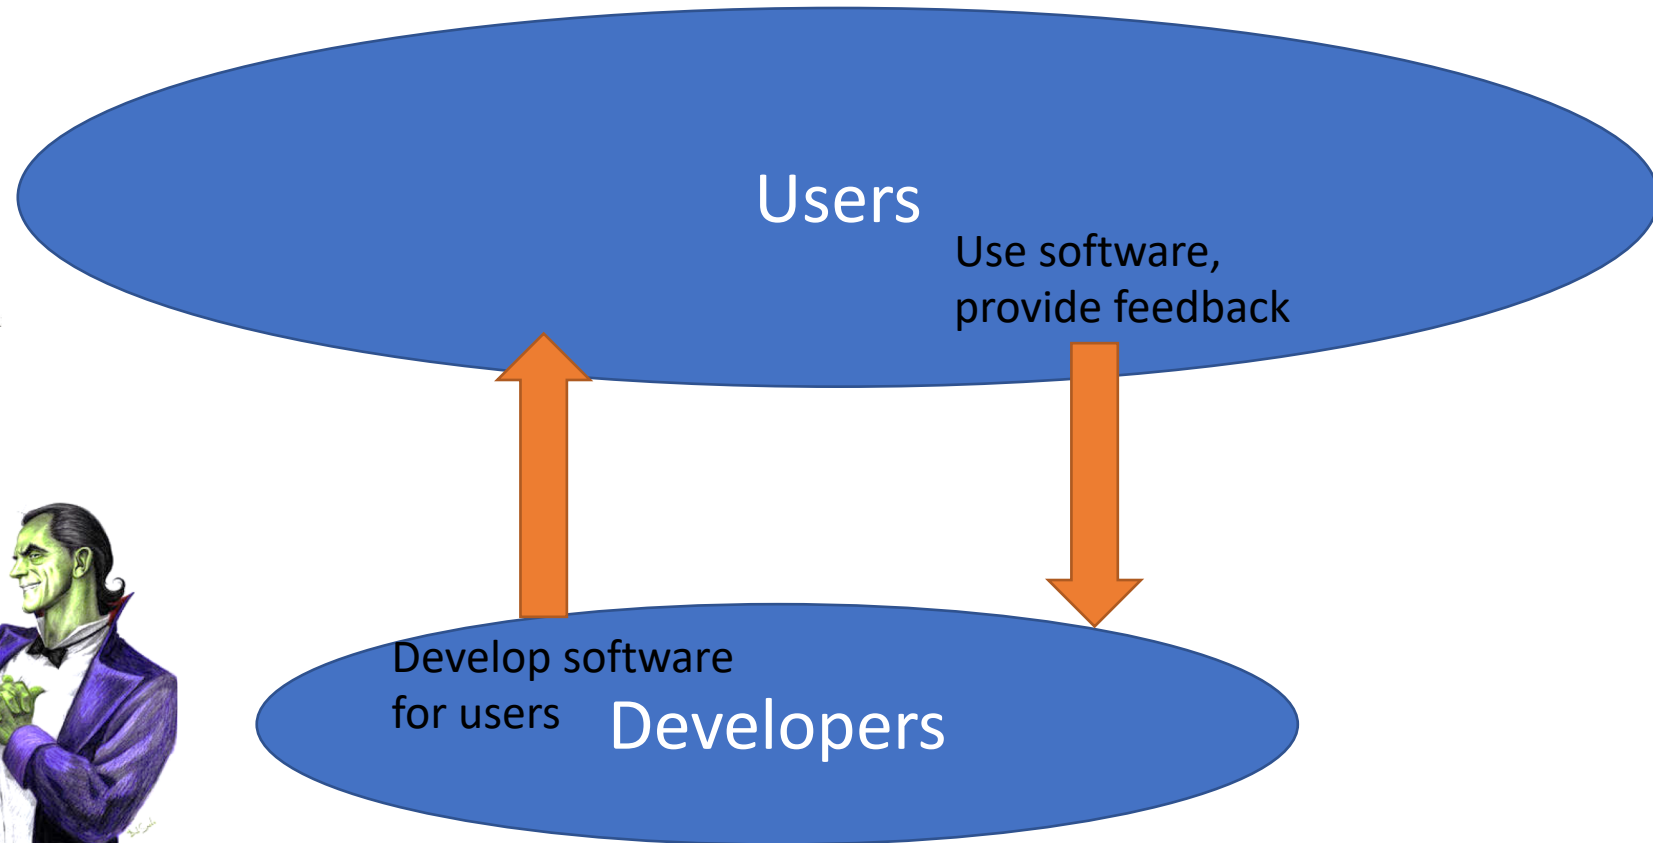 Users
Use software,
provide feedback
Develop software
for users
Developers